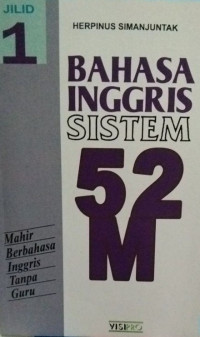 JILID
1
HERPINUS SIMANJUNTAK
BAHASA
INGGRIS
SISTEM
52
M
Mahir
Berbahasa
Inggris
Tanpa
Guru
VISIPRO